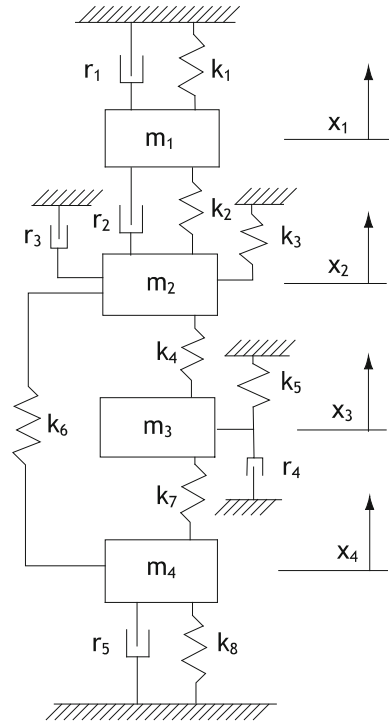 r₁ k₁
m₁ x₁
r₂ k₂
r₃ k₃
m₂ x₂
k₄
k₅
k₆ m₃ x₃
r₄
k₇
m₄ x₄
r₅ k₈